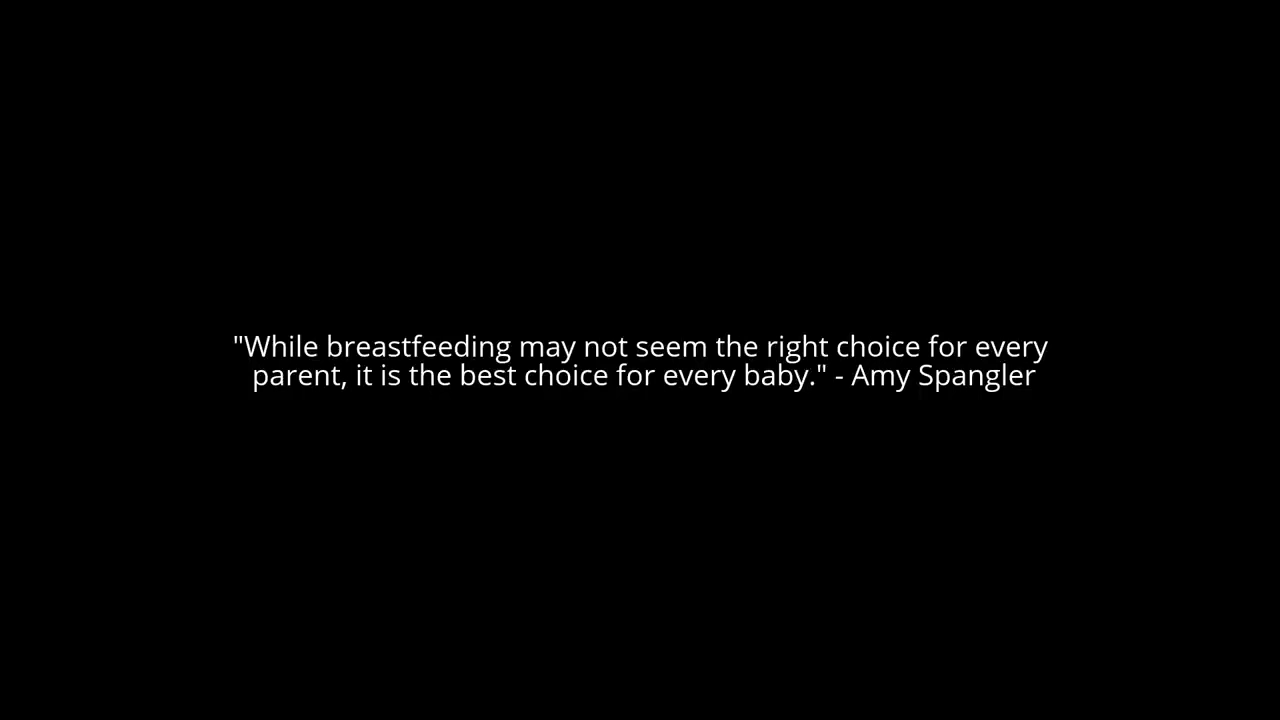 "While breastfeeding may not seem the right choice for every
parent, it is the best choice for every baby." - Amy Spangler